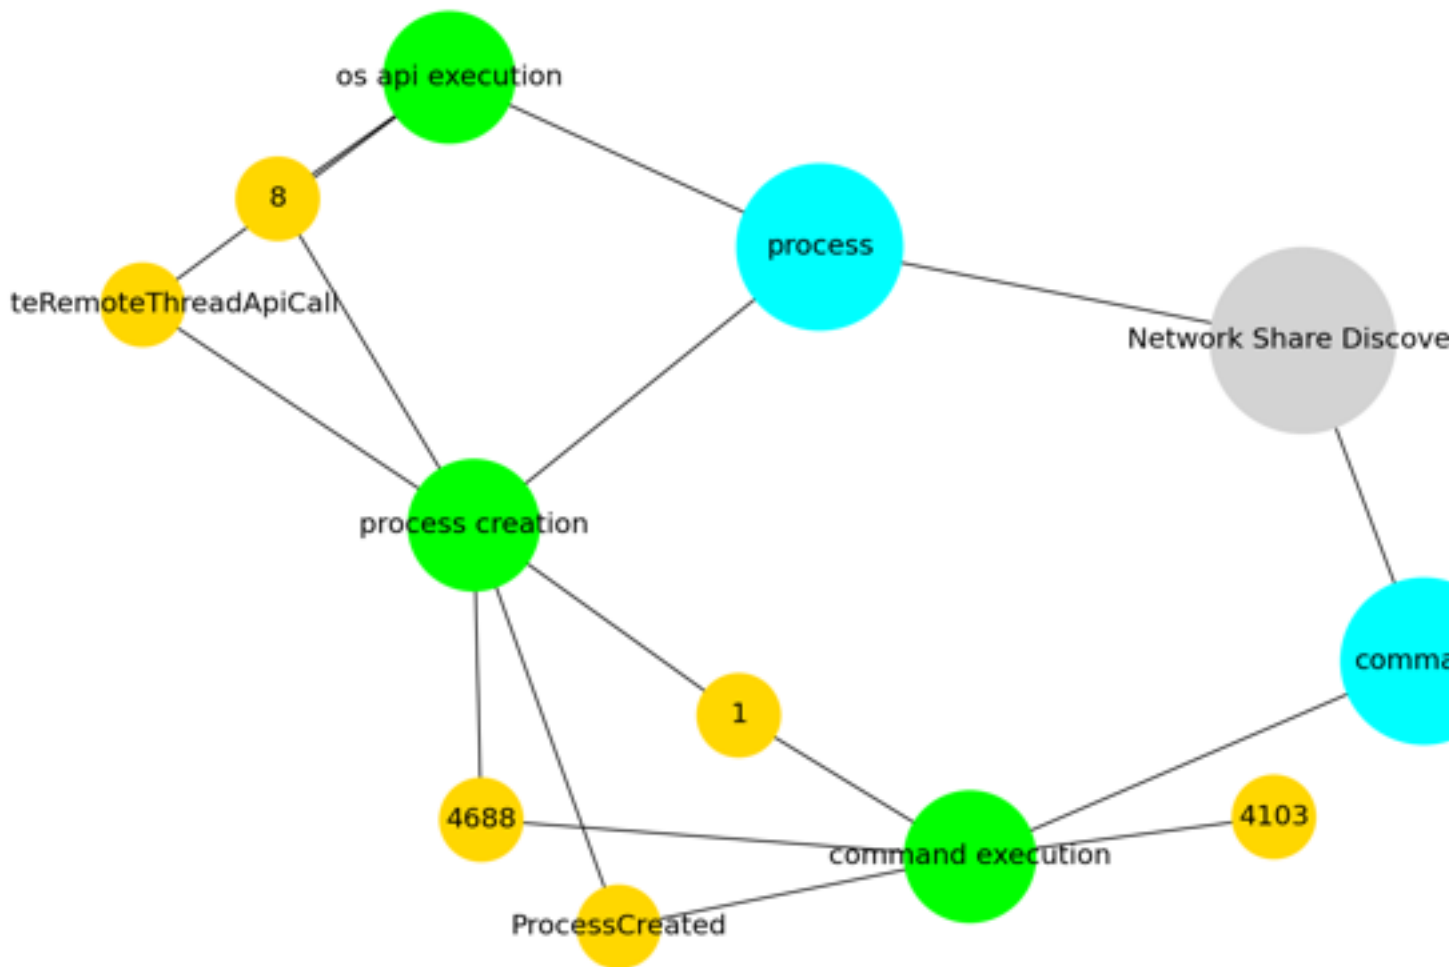 os api execution
8
process
teRemoteThreadApiCall
Network Share Discove
process creation
comma
1
4688
4103
command execution
ProcessCreated